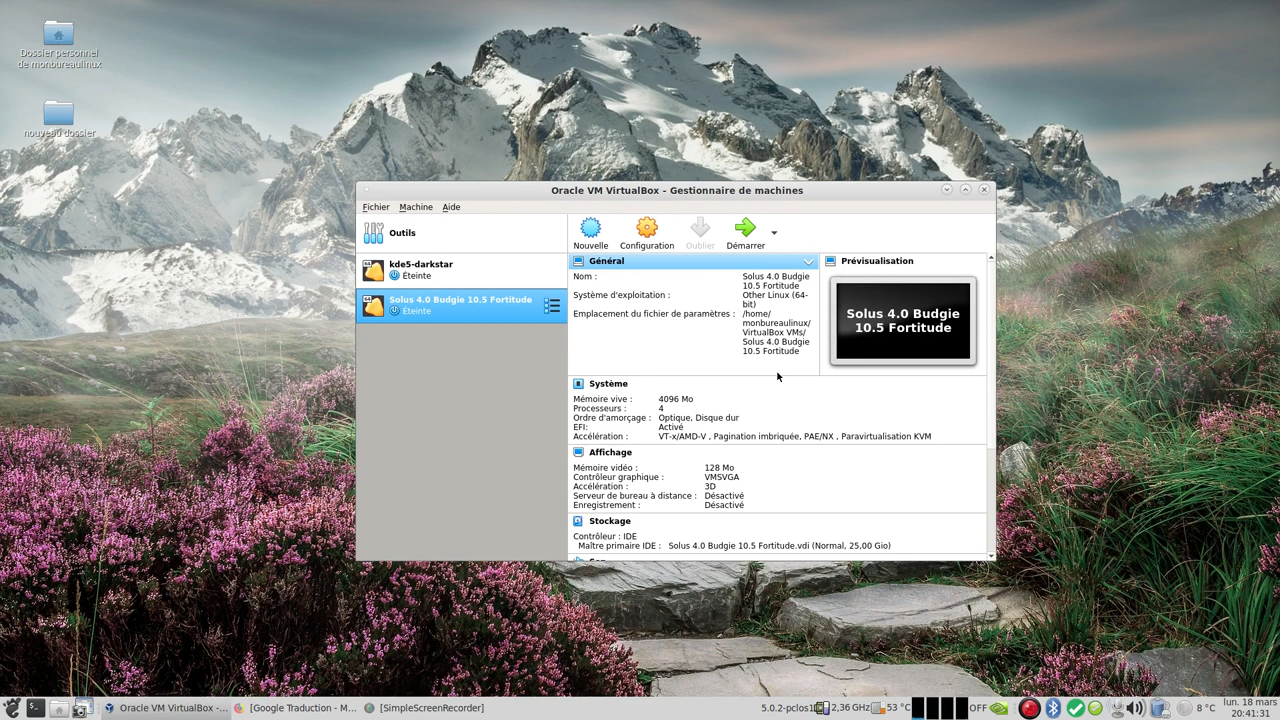 Dossier personnel
de monbureaulinux
nouveau dossier
Oracle VM VirtualBox - Gestionnaire de machines
Fichier Machine Aide
Outils
Nouvelle Configuration Oublier Démarrer
kde5-darkstar
Éteinte
Solus 4.0 Budgie 10.5 Fortitude
Éteinte
Général
Nom : Solus 4.0 Budgie
10.5 Fortitude
Système d'exploitation : Other Linux (64-
bit)
Emplacement du fichier de paramètres : /home/
monbureaulinux/
VirtualBox VMs/
Solus 4.0 Budgie
10.5 Fortitude
Prévisualisation
Solus 4.0 Budgie
10.5 Fortitude
Système
Mémoire vive : 4096 Mo
Processeurs : 4
Ordre d'amorçage : Optique, Disque dur
EFI: Activé
Accélération : VT-x/AMD-V , Pagination imbriquée, PAE/NX , Paravirtualisation KVM
Affichage
Mémoire vidéo : 128 Mo
Contrôleur graphique : VMSVGA
Accélération : 3D
Serveur de bureau à distance : Désactivé
Enregistrement : Désactivé
Stockage
Contrôleur : IDE
Maître primaire IDE : Solus 4.0 Budgie 10.5 Fortitude.vdi (Normal, 25,00 Gio)
Oracle VM VirtualBox -... [Google Traduction - M... [SimpleScreenRecorder] 5.0.2-pclos1 2,36 GHz 53 °C OFF 8 °C lun. 18 mars
20:41:31